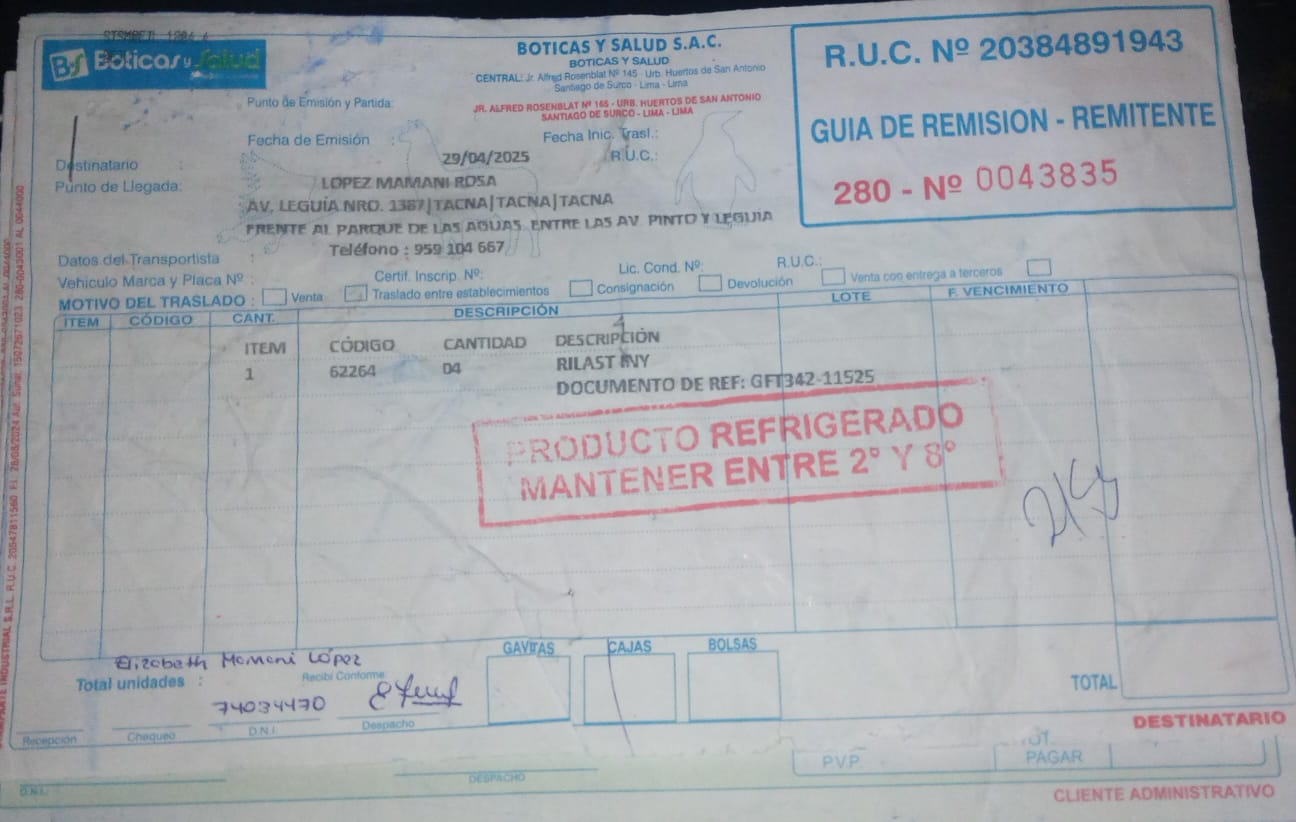 BS Boticas y Salud
BOTICAS Y SALUD S.A.C.
BOTICAS Y SALUD
CENTRAL: Jr. Alfred Rosenblat Nº 145 - Urb. Huertos de San Antonio
Santiago de Surco - Lima - Lima
JR. ALFRED ROSENBLAT Nº 165 - URB. HUERTOS DE SAN ANTONIO
SANTIAGO DE SURCO - LIMA - LIMA
R.U.C. Nº 20384891943
GUIA DE REMISION - REMITENTE
280 - Nº 0043835
Punto de Emisión y Partida:
Fecha de Emisión : Fecha Inic. Trasl.:
29/04/2025 R.U.C.:
Destinatario :
Punto de Llegada:
LOPEZ MAMANI ROSA
AV. LEGUÍA NRO. 1387|TACNA|TACNA|TACNA
FRENTE AL PARQUE DE LAS AGUAS, ENTRE LAS AV. PINTO Y LEGUÍA
Teléfono : 959 104 667
Datos del Transportista :
Vehículo Marca y Placa Nº : Certif. Inscrip. Nº: Lic. Cond. Nº: R.U.C.:
MOTIVO DEL TRASLADO : Venta Traslado entre establecimientos Consignación Devolución Venta con entrega a terceros
ITEM CÓDIGO CANT. DESCRIPCIÓN LOTE F. VENCIMIENTO
ITEM CÓDIGO CANTIDAD DESCRIPCIÓN
1 62264 04 RILAST INY
DOCUMENTO DE REF: GFT342-11525
PRODUCTO REFRIGERADO
MANTENER ENTRE 2° Y 8°
Elizabeth Mamani López
Total unidades : Recibí Conforme
74034470
GAVITAS CAJAS BOLSAS
TOTAL
Recepción Chequeo D.N.I. Despacho
DESTINATARIO
P.V.P. PAGAR
D.N.I. DESPACHO
CLIENTE ADMINISTRATIVO